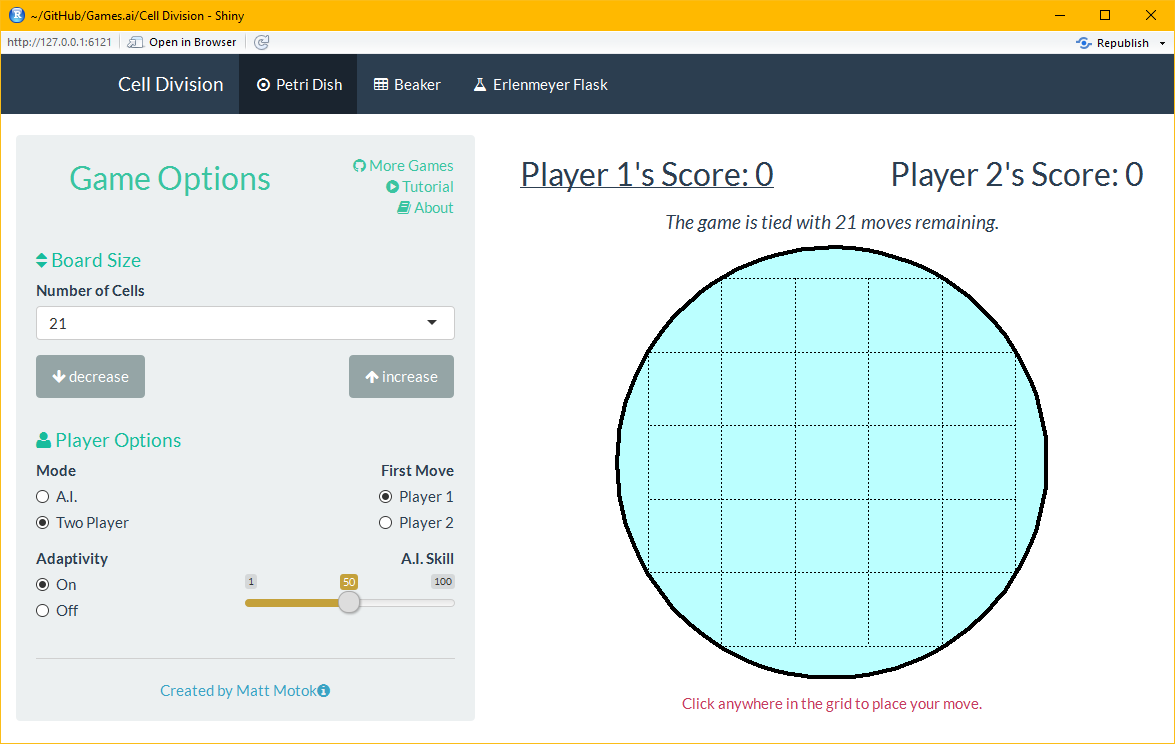 ~/GitHub/Games.ai/Cell Division - Shiny
http://127.0.0.1:6121 Open in Browser Republish
Cell Division Petri Dish Beaker Erlenmeyer Flask
Game Options
More Games
Tutorial
About
Board Size
Number of Cells
21
decrease increase
Player Options
Mode First Move
A.I. Player 1
Two Player Player 2
Adaptivity A.I. Skill
On 1 50 100
Off
Created by Matt Motok
Player 1's Score: 0 Player 2's Score: 0
The game is tied with 21 moves remaining.
Click anywhere in the grid to place your move.